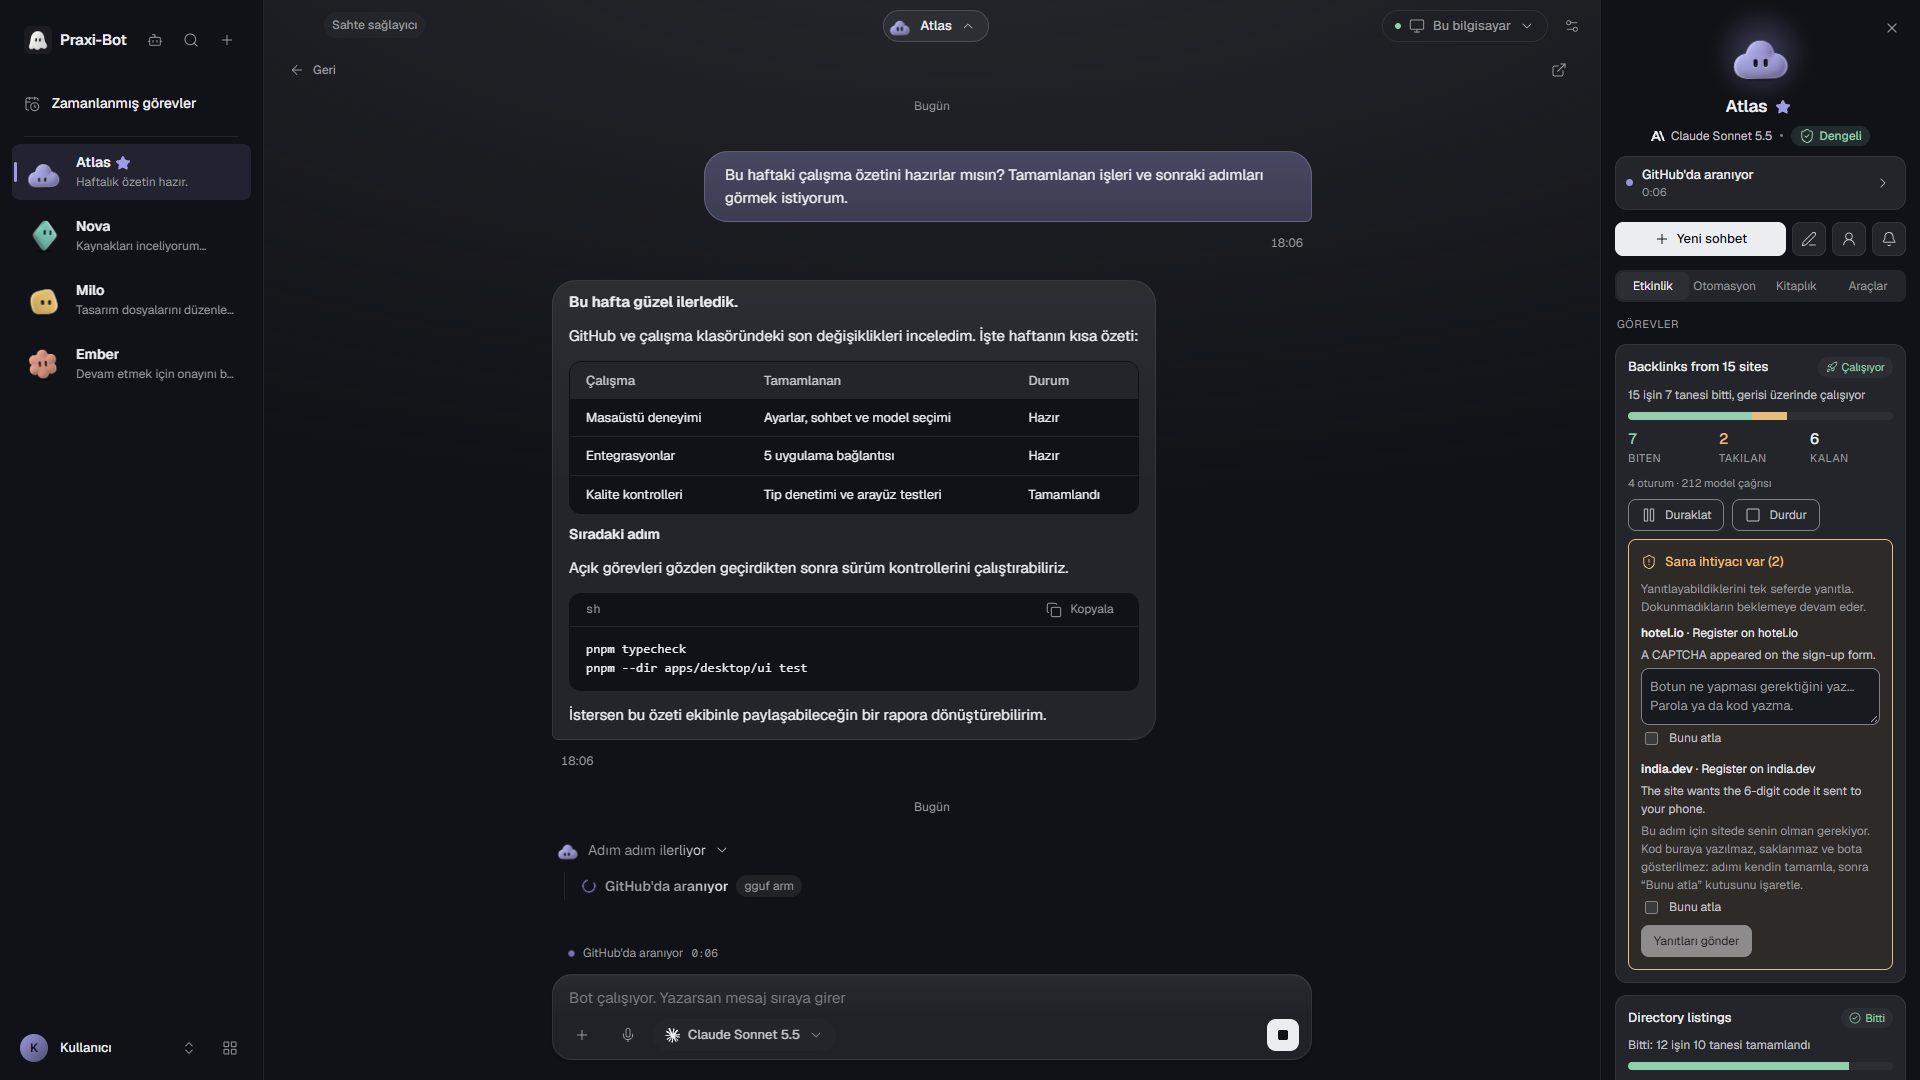 Praxi-Bot
Zamanlanmış görevler
Atlas
Haftalık özetin hazır.
Nova
Kaynakları inceliyorum...
Milo
Tasarım dosyalarını düzenle...
Ember
Devam etmek için onayını b...
K
Kullanıcı
Sahte sağlayıcı
Atlas
Bu bilgisayar
Geri
Bugün
Bu haftaki çalışma özetini hazırlar mısın? Tamamlanan işleri ve sonraki adımları
görmek istiyorum.
18:06
Bu hafta güzel ilerledik.
GitHub ve çalışma klasöründeki son değişiklikleri inceledim. İşte haftanın kısa özeti:
Çalışma Tamamlanan Durum
Masaüstü deneyimi Ayarlar, sohbet ve model seçimi Hazır
Entegrasyonlar 5 uygulama bağlantısı Hazır
Kalite kontrolleri Tip denetimi ve arayüz testleri Tamamlandı
Sıradaki adım
Açık görevleri gözden geçirdikten sonra sürüm kontrollerini çalıştırabiliriz.
sh Kopyala
pnpm typecheck
pnpm --dir apps/desktop/ui test
İstersen bu özeti ekibinle paylaşabileceğin bir rapora dönüştürebilirim.
18:06
Bugün
Adım adım ilerliyor
GitHub'da aranıyor gguf arm
GitHub'da aranıyor 0:06
Bot çalışıyor. Yazarsan mesaj sıraya girer
Claude Sonnet 5.5
Atlas
Claude Sonnet 5.5 • Dengeli
GitHub'da aranıyor
0:06
Yeni sohbet
Etkinlik Otomasyon Kitaplık Araçlar
GÖREVLER
Backlinks from 15 sites Çalışıyor
15 işin 7 tanesi bitti, gerisi üzerinde çalışıyor
7 2 6
BITEN TAKILAN KALAN
4 oturum · 212 model çağrısı
Duraklat Durdur
Sana ihtiyacı var (2)
Yanıtlayabildiklerini tek seferde yanıtla.
Dokunmadıkların beklemeye devam eder.
hotel.io · Register on hotel.io
A CAPTCHA appeared on the sign-up form.
Botun ne yapması gerektiğini yaz...
Parola ya da kod yazma.
Bunu atla
india.dev · Register on india.dev
The site wants the 6-digit code it sent to
your phone.
Bu adım için sitede senin olman gerekiyor.
Kod buraya yazılmaz, saklanmaz ve bota
gösterilmez: adımı kendin tamamla, sonra
“Bunu atla” kutusunu işaretle.
Bunu atla
Yanıtları gönder
Directory listings Bitti
Bitti: 12 işin 10 tanesi tamamlandı